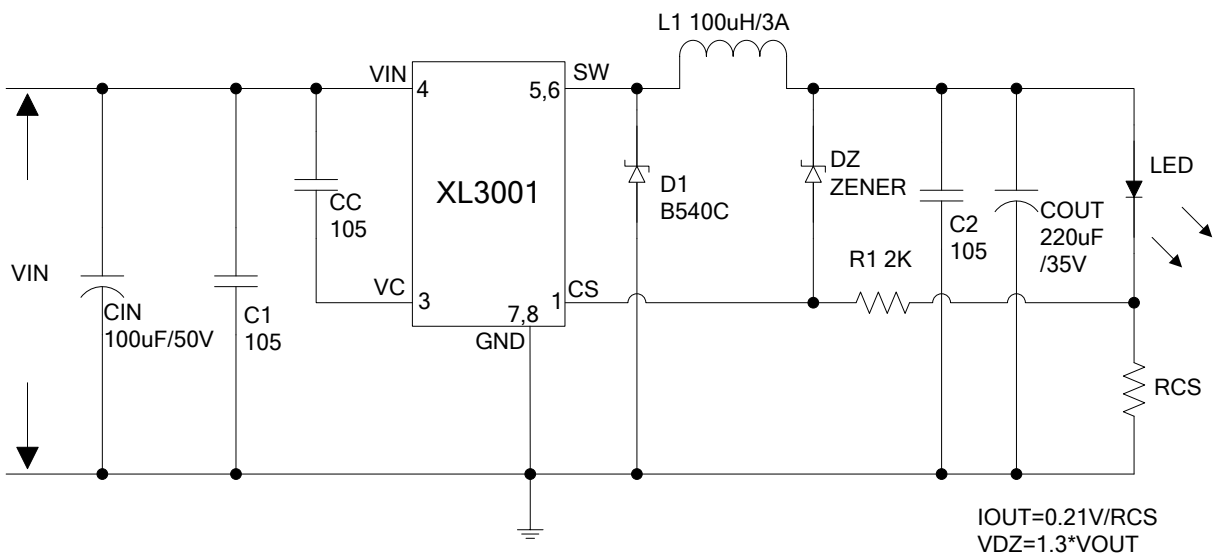 L1 100uH/3A
VIN
4
5,6
SW
XL3001
CC
105
D1
B540C
DZ
ZENER
LED
C2
105
COUT
220uF
/35V
VIN
CIN
100uF/50V
C1
105
VC
3
7,8
GND
1
CS
R1 2K
RCS
IOUT=0.21V/RCS
VDZ=1.3*VOUT